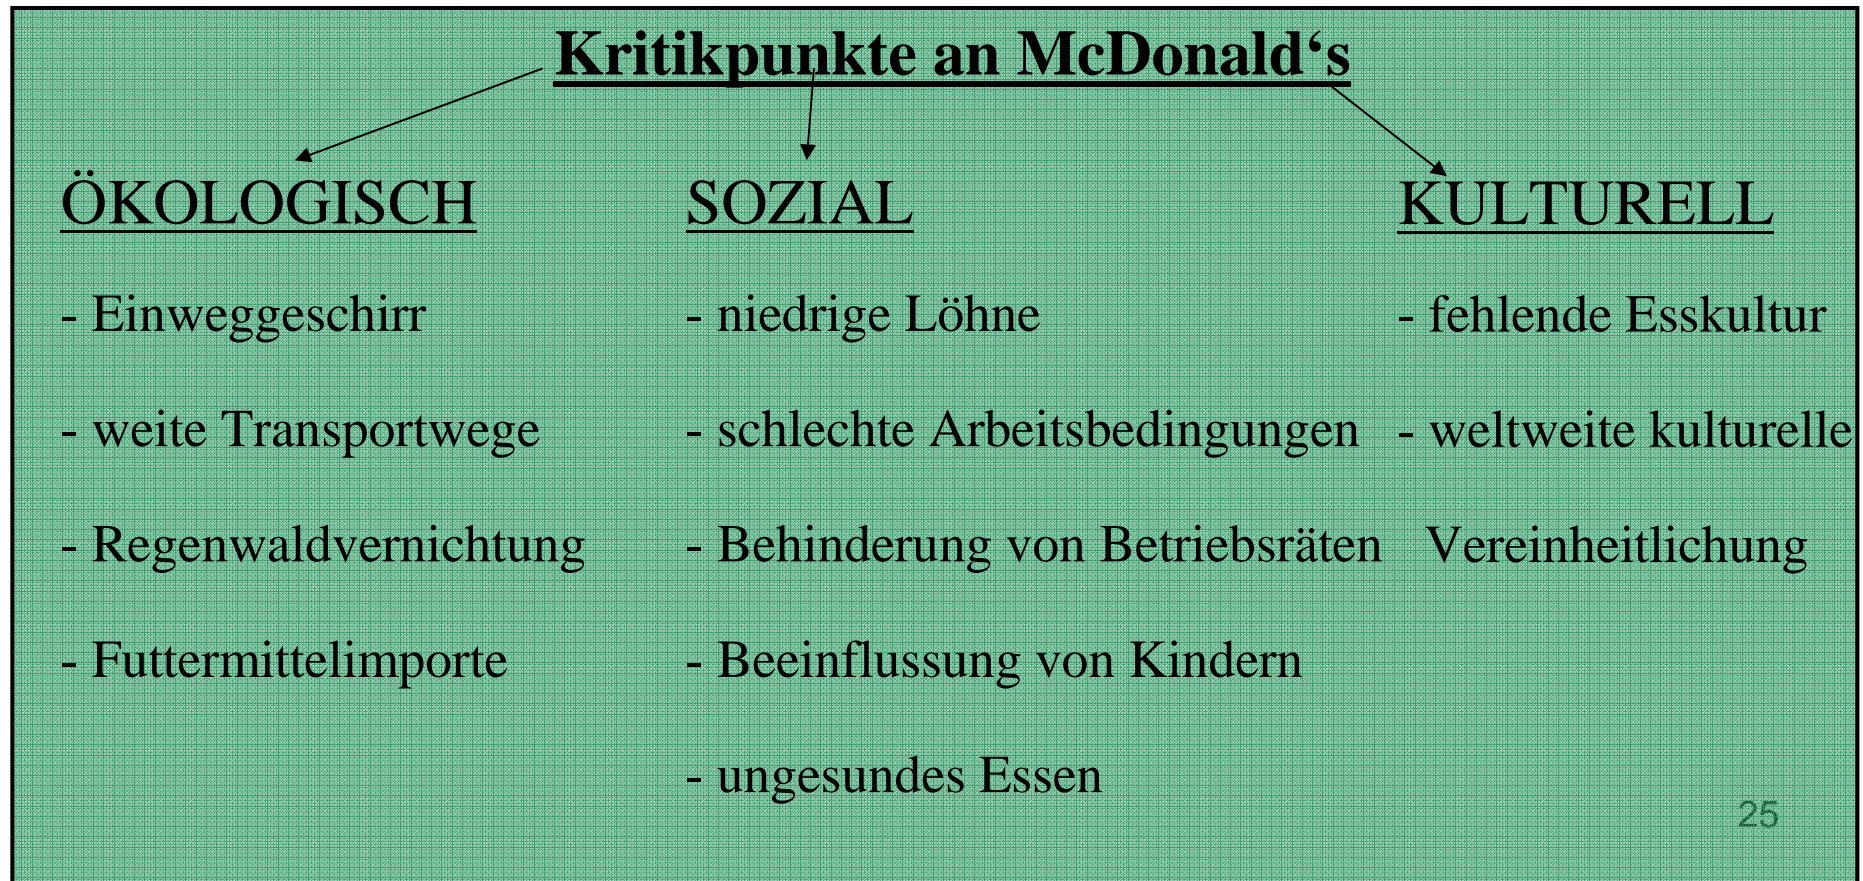 Kritikpunkte an McDonald‘s
ÖKOLOGISCH
- Einweggeschirr
- weite Transportwege
- Regenwaldvernichtung
- Futtermittelimporte
SOZIAL
- niedrige Löhne
- schlechte Arbeitsbedingungen
- Behinderung von Betriebsräten
- Beeinflussung von Kindern
- ungesundes Essen
KULTURELL
- fehlende Esskultur
- weltweite kulturelle
Vereinheitlichung
25